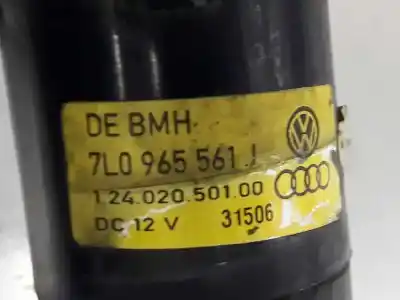 DE BMH
7L0 965 561
1.24.020.501.00
DC 12 V 31506